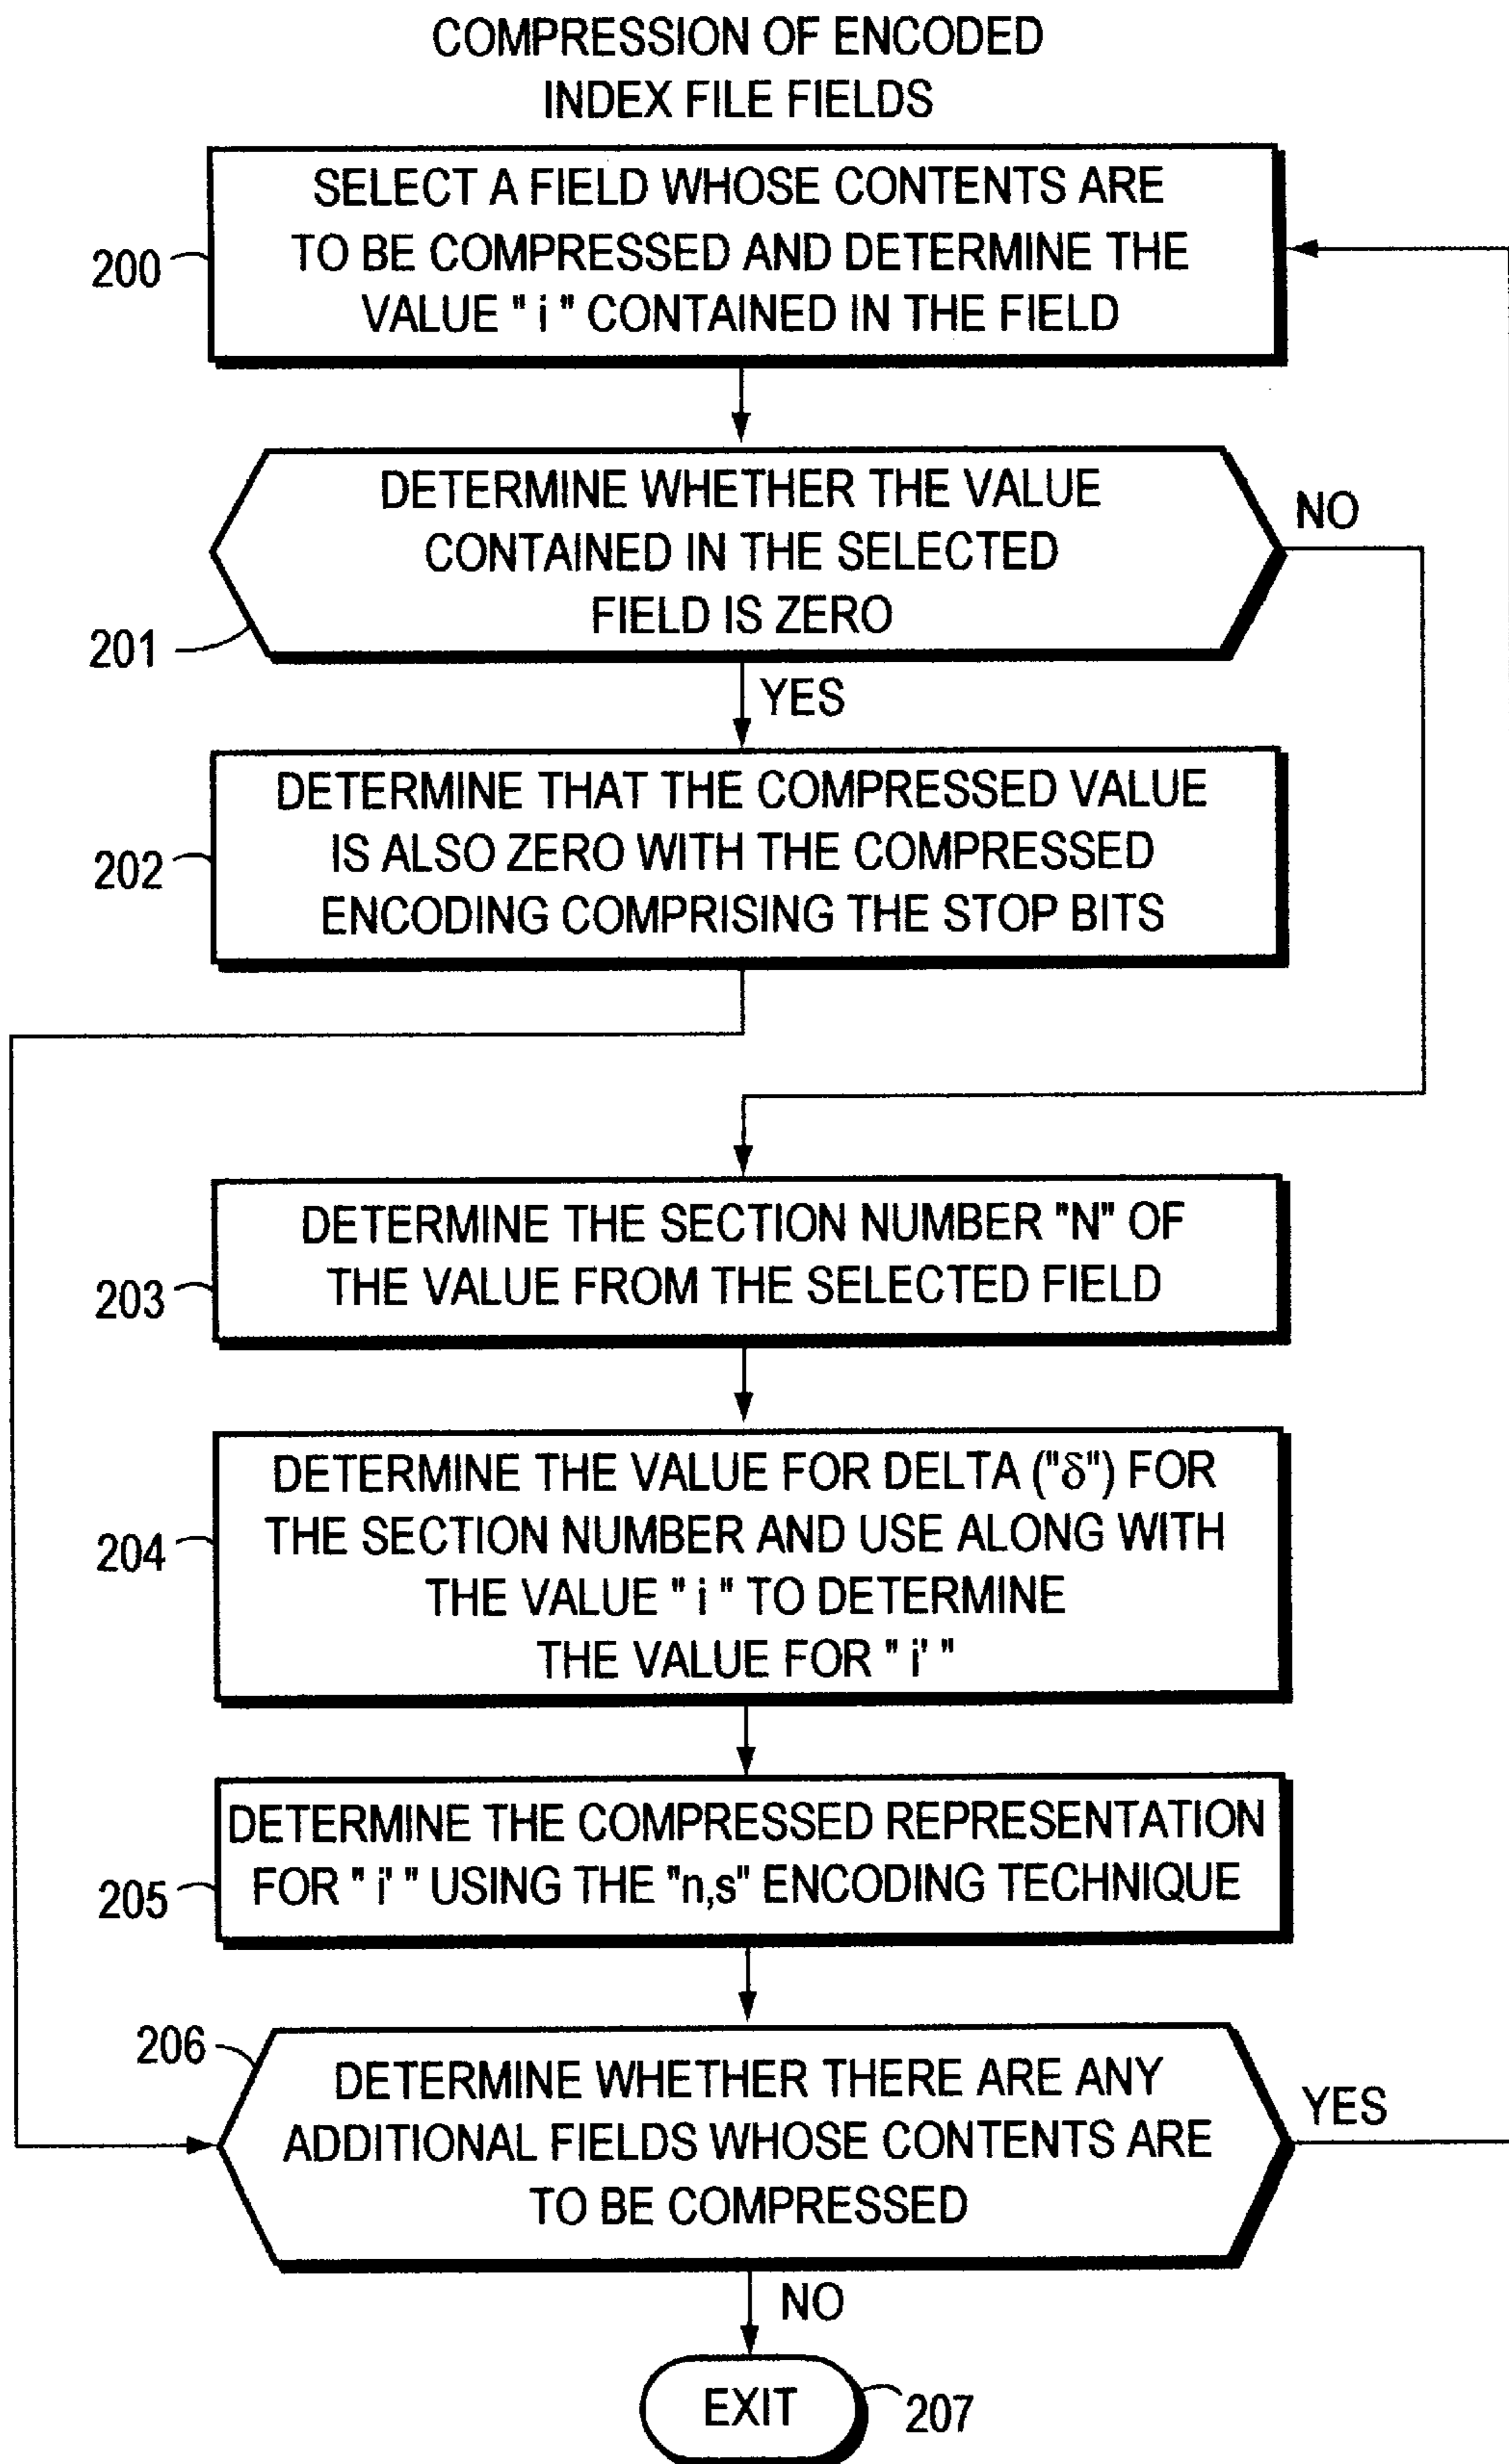 COMPRESSION OF ENCODED
INDEX FILE FIELDS
SELECT A FIELD WHOSE CONTENTS ARE
TO BE COMPRESSED AND DETERMINE THE
VALUE " i " CONTAINED IN THE FIELD
200
DETERMINE WHETHER THE VALUE
CONTAINED IN THE SELECTED
FIELD IS ZERO
NO
201
YES
DETERMINE THAT THE COMPRESSED VALUE
IS ALSO ZERO WITH THE COMPRESSED
ENCODING COMPRISING THE STOP BITS
202
DETERMINE THE SECTION NUMBER "N" OF
THE VALUE FROM THE SELECTED FIELD
203
DETERMINE THE VALUE FOR DELTA ("δ") FOR
THE SECTION NUMBER AND USE ALONG WITH
THE VALUE " i " TO DETERMINE
THE VALUE FOR " i' "
204
DETERMINE THE COMPRESSED REPRESENTATION
FOR " i' " USING THE "n,s" ENCODING TECHNIQUE
205
206
DETERMINE WHETHER THERE ARE ANY
ADDITIONAL FIELDS WHOSE CONTENTS ARE
TO BE COMPRESSED
YES
NO
EXIT
207